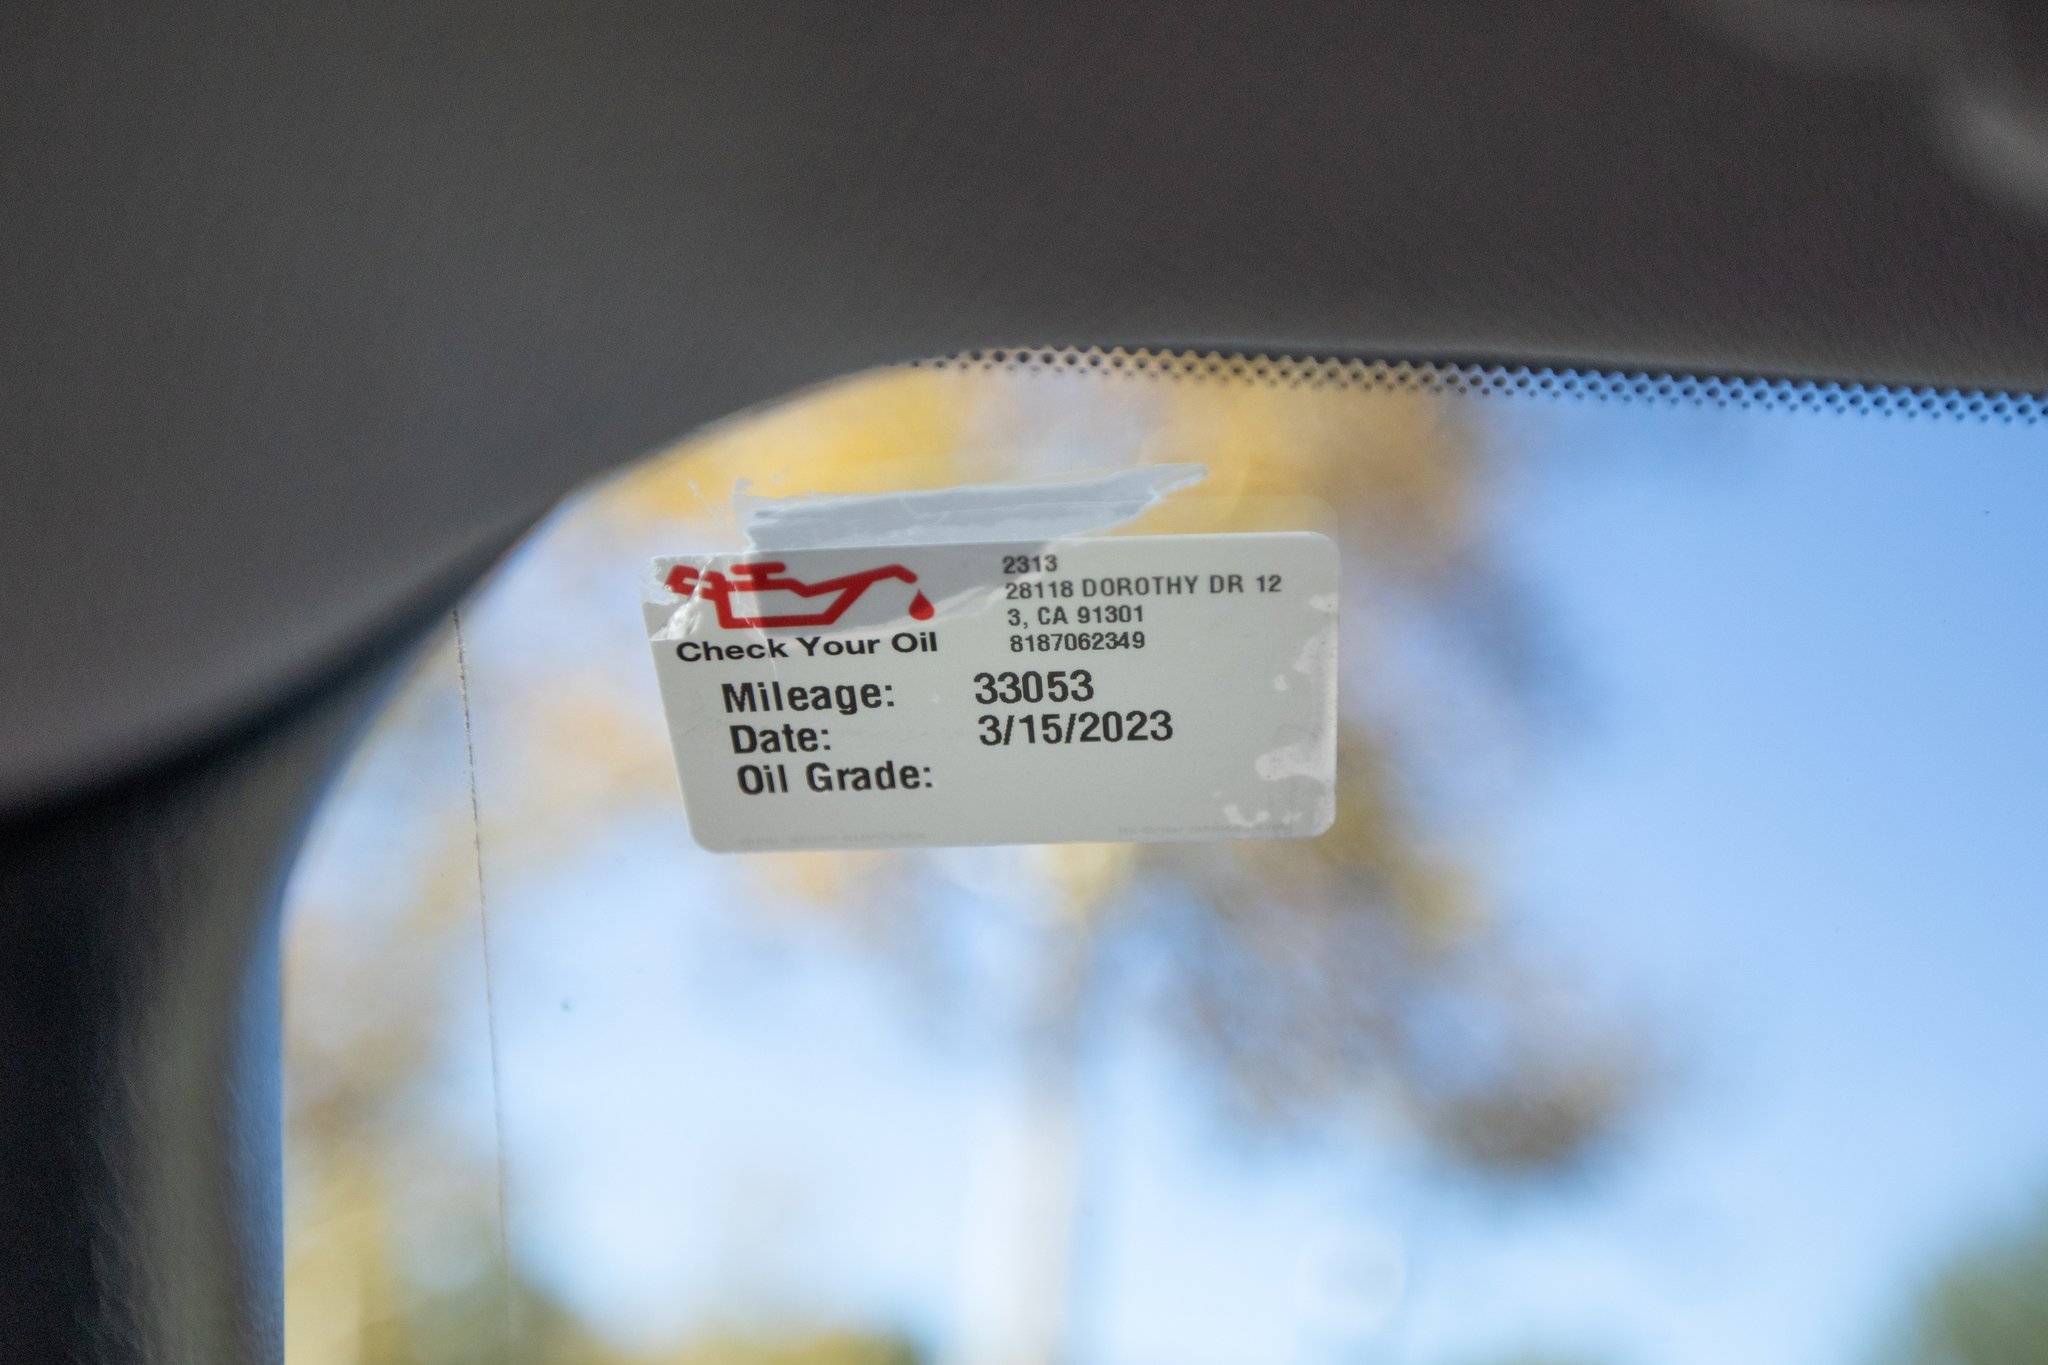 2313
28118 DOROTHY DR 12
3, CA 91301
8187062349
Check Your Oil
Mileage: 33053
Date: 3/15/2023
Oil Grade: